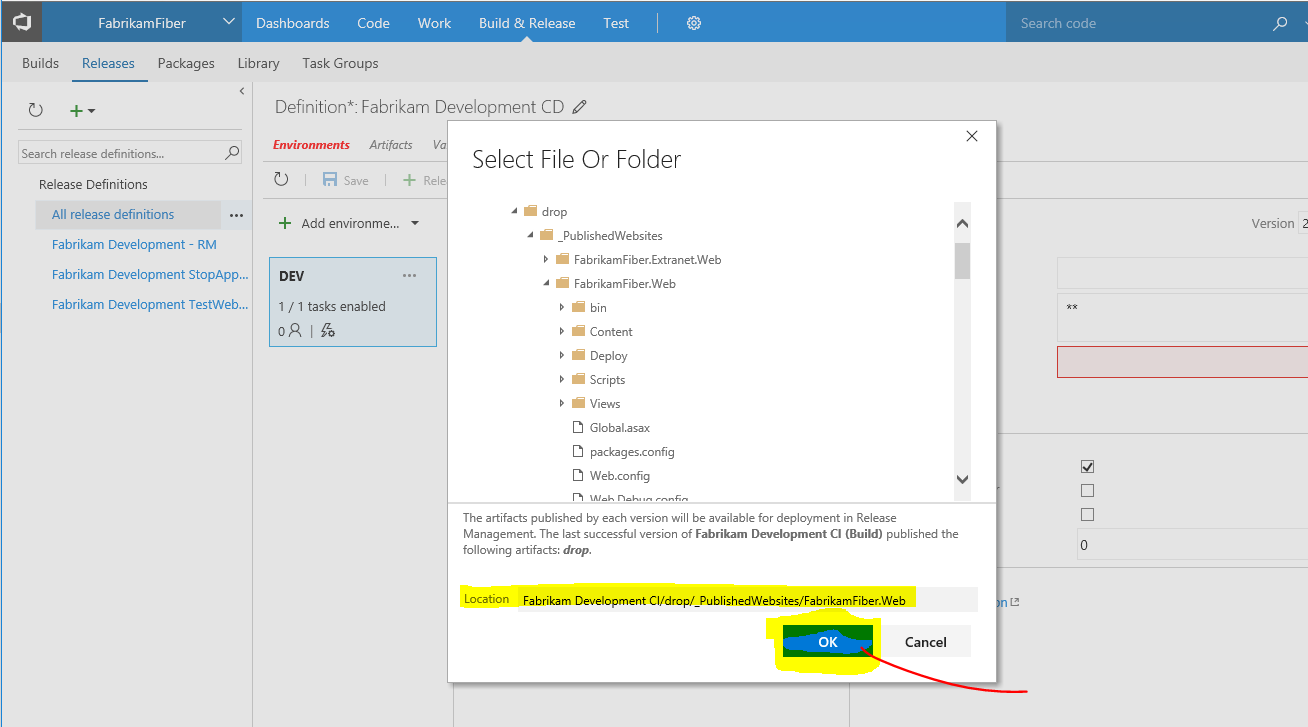 FabrikamFiber Dashboards Code Work Build & Release Test Search code
Builds Releases Packages Library Task Groups
Definition*: Fabrikam Development CD
Search release definitions...
Release Definitions
All release definitions
Fabrikam Development - RM
Fabrikam Development StopApp...
Fabrikam Development TestWeb...
Environments Artifacts Va
Save Rele
Add environme...
DEV ...
1 / 1 tasks enabled
0
Select File Or Folder
drop
_PublishedWebsites
FabrikamFiber.Extranet.Web
FabrikamFiber.Web
bin
Content
Deploy
Scripts
Views
Global.asax
packages.config
Web.config
Web.Debug.config
The artifacts published by each version will be available for deployment in Release
Management. The last successful version of Fabrikam Development CI (Build) published the
following artifacts: drop.
Location Fabrikam Development CI/drop/_PublishedWebsites/FabrikamFiber.Web
OK Cancel
Version 2
**
0
on